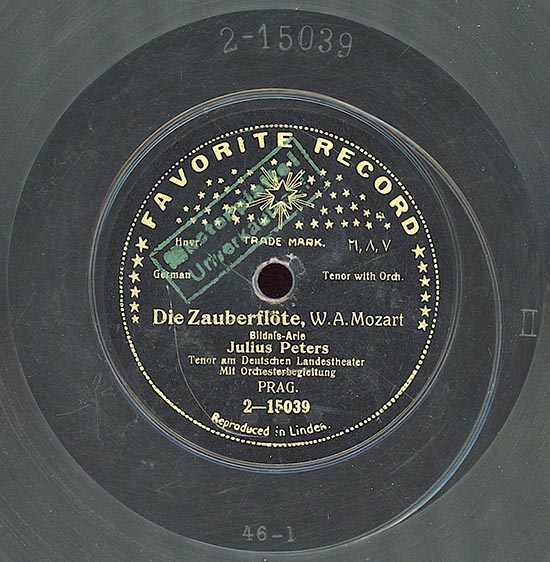 2-15039
FAVORITE RECORD
Hnvr. TRADE MARK. M, A, V
Unverkäufl
German Tenor with Orch.
Die Zauberflöte, W. A. Mozart
Bildnis-Arie
Julius Peters
Tenor am Deutschen Landestheater
Mit Orchesterbegleitung
PRAG.
2—15039
Reproduced in Linden.
II
46-1